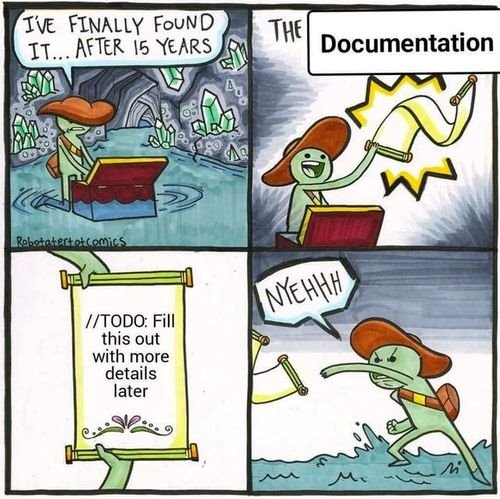 I'VE FINALLY FOUND
IT... AFTER 15 YEARS
THE
Documentation
Robotatertotcomics
//TODO: Fill
this out
with more
details
later
NYEHHH